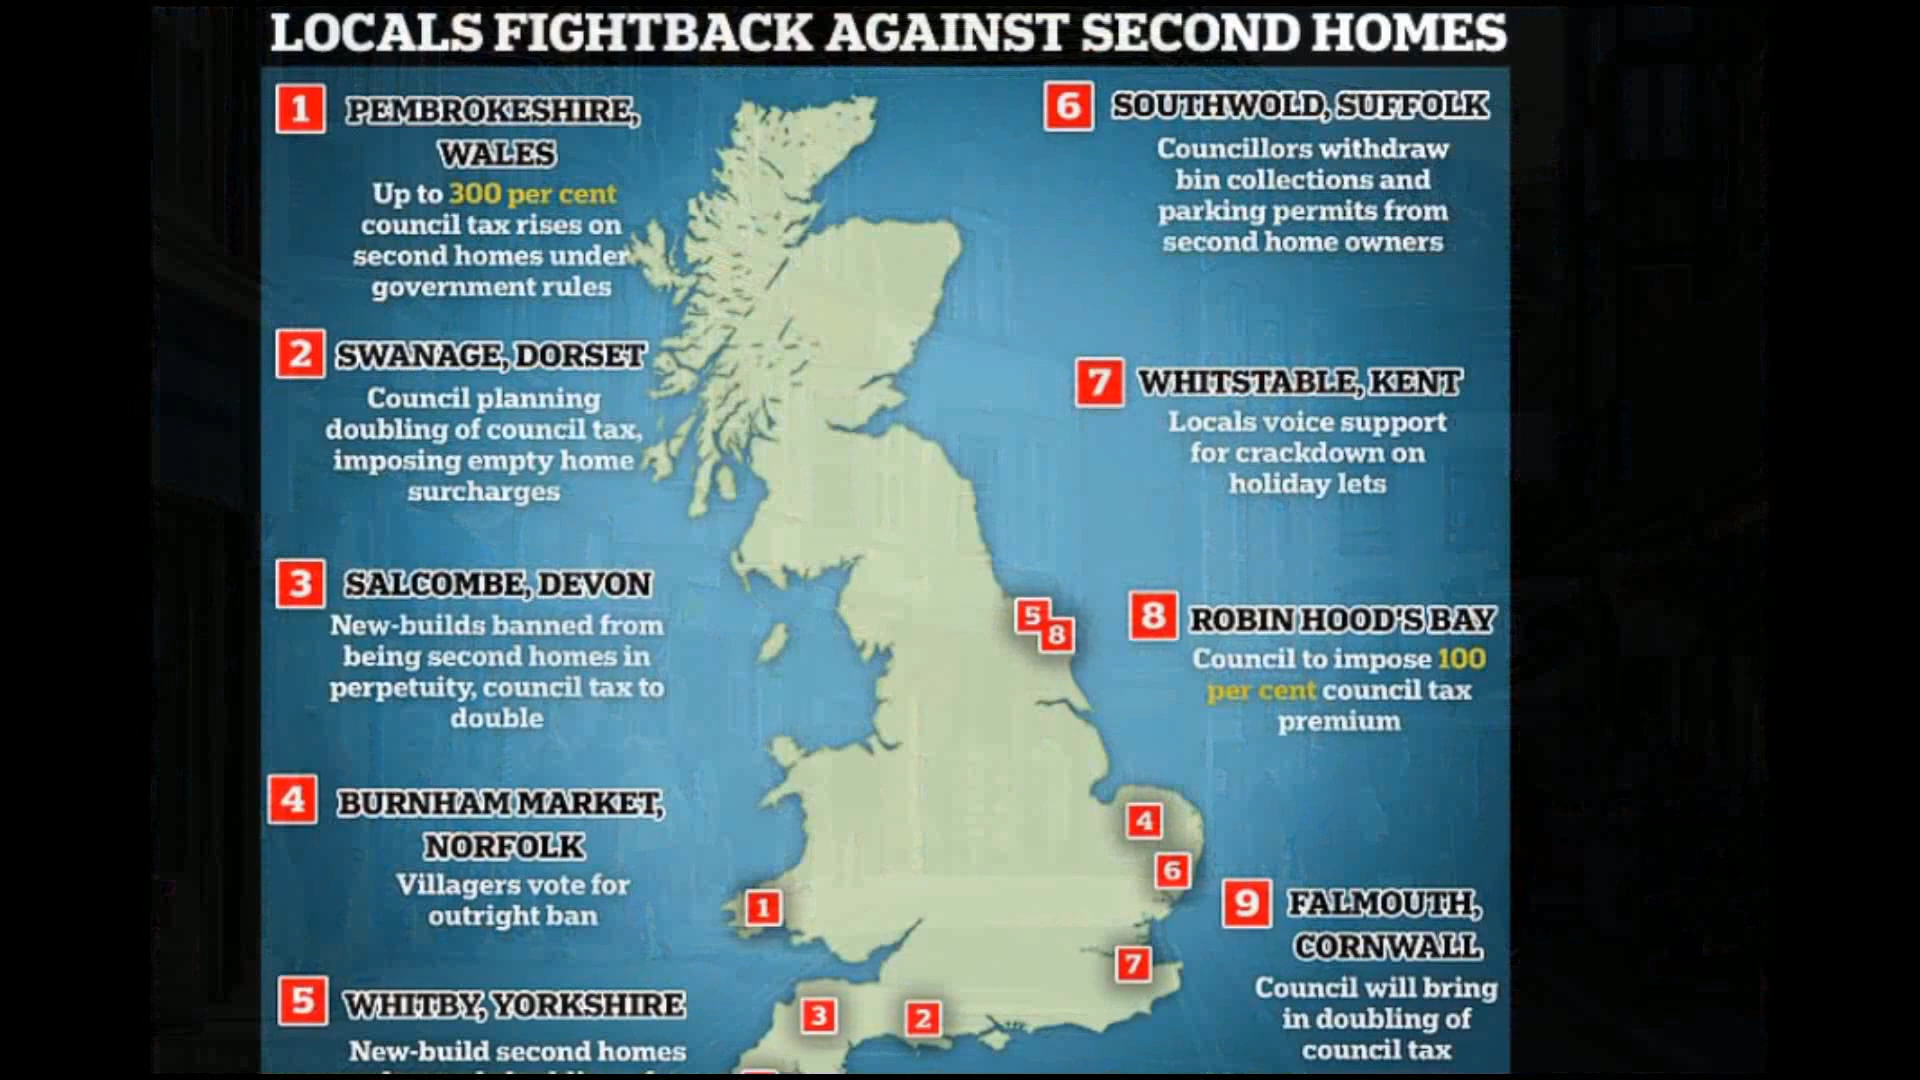 LOCALS FIGHTBACK AGAINST SECOND HOMES
1 PEMBROKESHIRE,
WALES
Up to 300 per cent
council tax rises on
second homes under
government rules
2 SWANAGE, DORSET
Council planning
doubling of council tax,
imposing empty home
surcharges
3 SALCOMBE, DEVON
New-builds banned from
being second homes in
perpetuity, council tax to
double
4 BURNHAM MARKET,
NORFOLK
Villagers vote for
outright ban
5 WHITBY, YORKSHIRE
New-build second homes
6 SOUTHWOLD, SUFFOLK
Councillors withdraw
bin collections and
parking permits from
second home owners
7 WHITSTABLE, KENT
Locals voice support
for crackdown on
holiday lets
8 ROBIN HOOD'S BAY
Council to impose 100
per cent council tax
premium
9 FALMOUTH,
CORNWALL
Council will bring
in doubling of
council tax
5
8
4
6
1
7
3
2